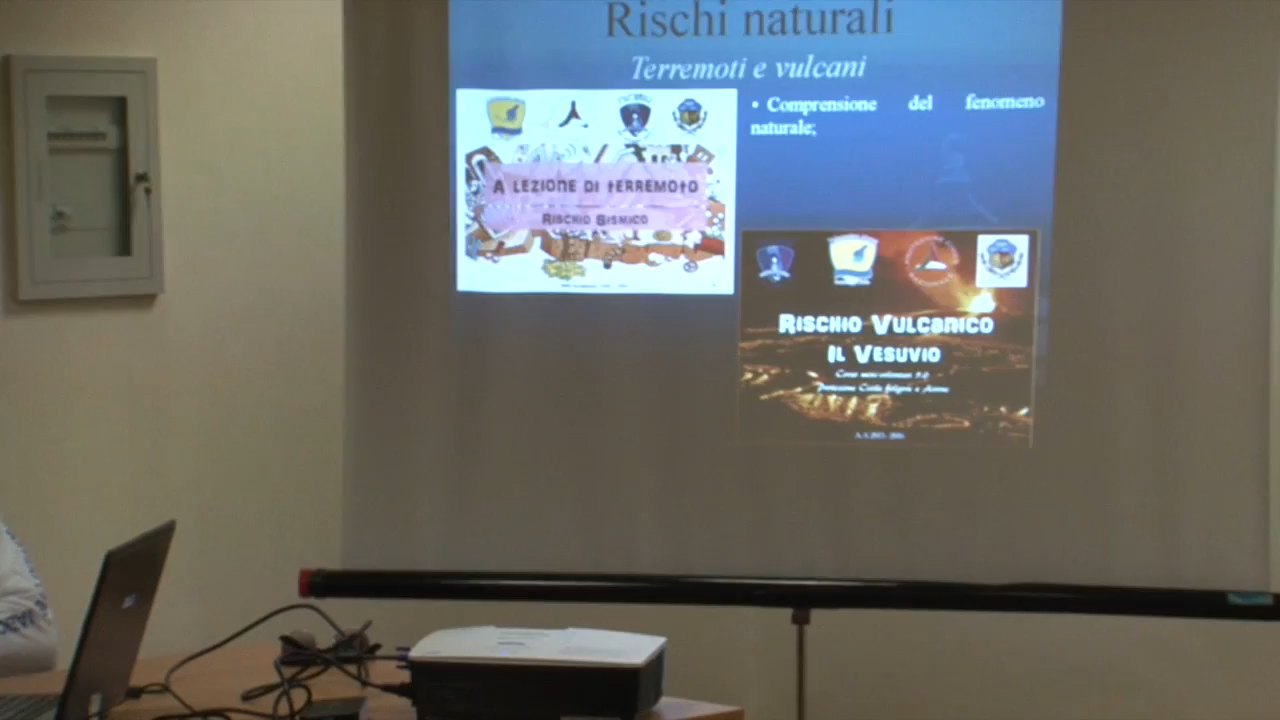 Rischi naturali
Terremoti e vulcani
• Comprensione del fenomeno
naturale;
A LEZIONE DI tERREMOtO
RISCHIO SISMICO
RISCHIO VULCANICO
IL VESUVIO